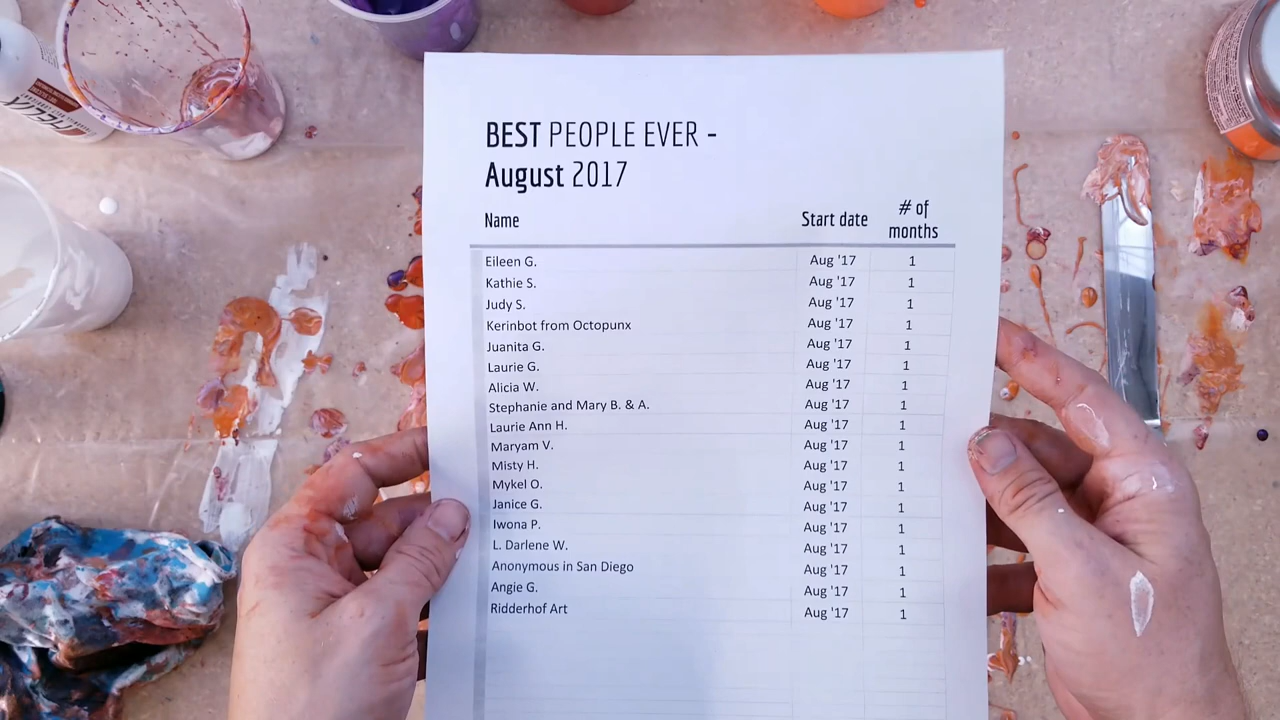 BEST PEOPLE EVER -
August 2017
Name Start date # of months
Eileen G. Aug '17 1
Kathie S. Aug '17 1
Judy S. Aug '17 1
Kerinbot from Octopunx Aug '17 1
Juanita G. Aug '17 1
Laurie G. Aug '17 1
Alicia W. Aug '17 1
Stephanie and Mary B. & A. Aug '17 1
Laurie Ann H. Aug '17 1
Maryam V. Aug '17 1
Misty H. Aug '17 1
Mykel O. Aug '17 1
Janice G. Aug '17 1
Iwona P. Aug '17 1
L. Darlene W. Aug '17 1
Anonymous in San Diego Aug '17 1
Angie G. Aug '17 1
Ridderhof Art Aug '17 1